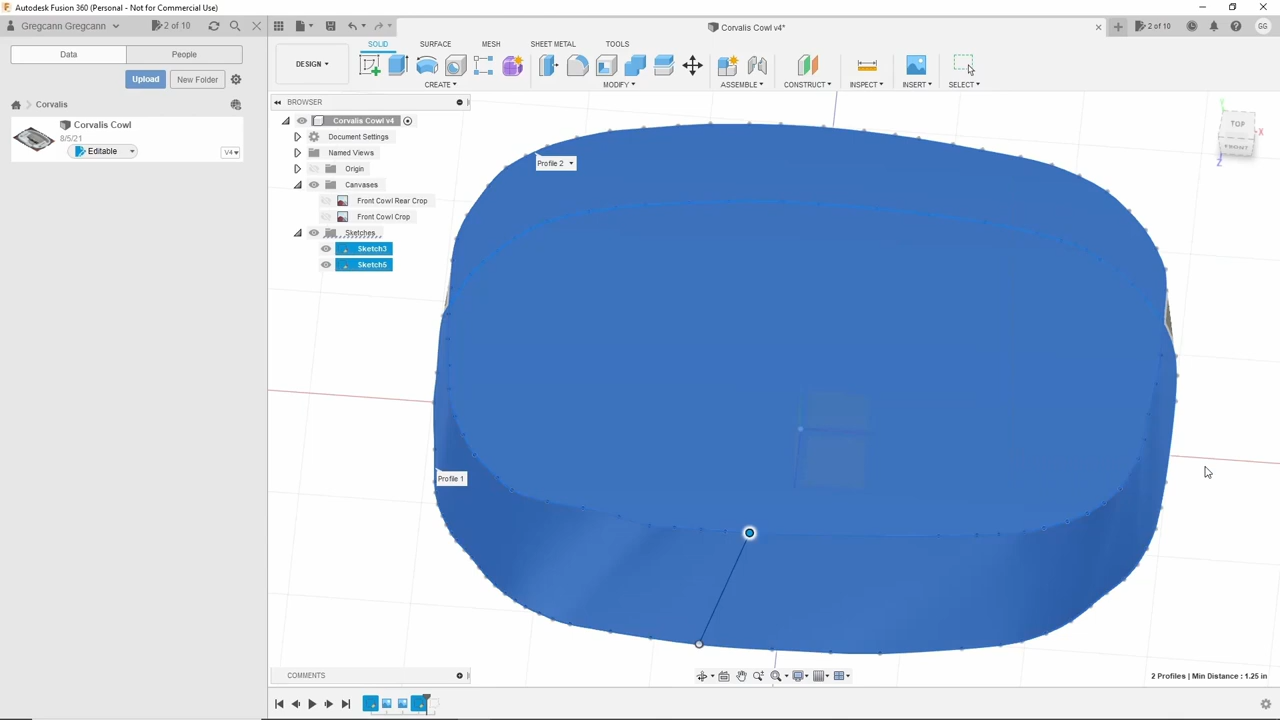 Autodesk Fusion 360 (Personal - Not for Commercial Use)
Gregcann Gregcann
2 of 10
Corvalis Cowl v4*
2 of 10
GG
Data
People
SOLID
SURFACE
MESH
SHEET METAL
TOOLS
DESIGN
Upload
New Folder
CREATE
MODIFY
ASSEMBLE
CONSTRUCT
INSPECT
INSERT
SELECT
Corvalis
BROWSER
Corvalis Cowl
8/5/21
Editable
V4
Corvalis Cowl v4
Document Settings
Named Views
Origin
Canvases
Front Cowl Rear Crop
Front Cowl Crop
Sketches
Sketch3
Sketch5
Y
TOP
X
FRONT
Z
Profile 2
Profile 1
COMMENTS
2 Profiles | Min Distance : 1.25 in